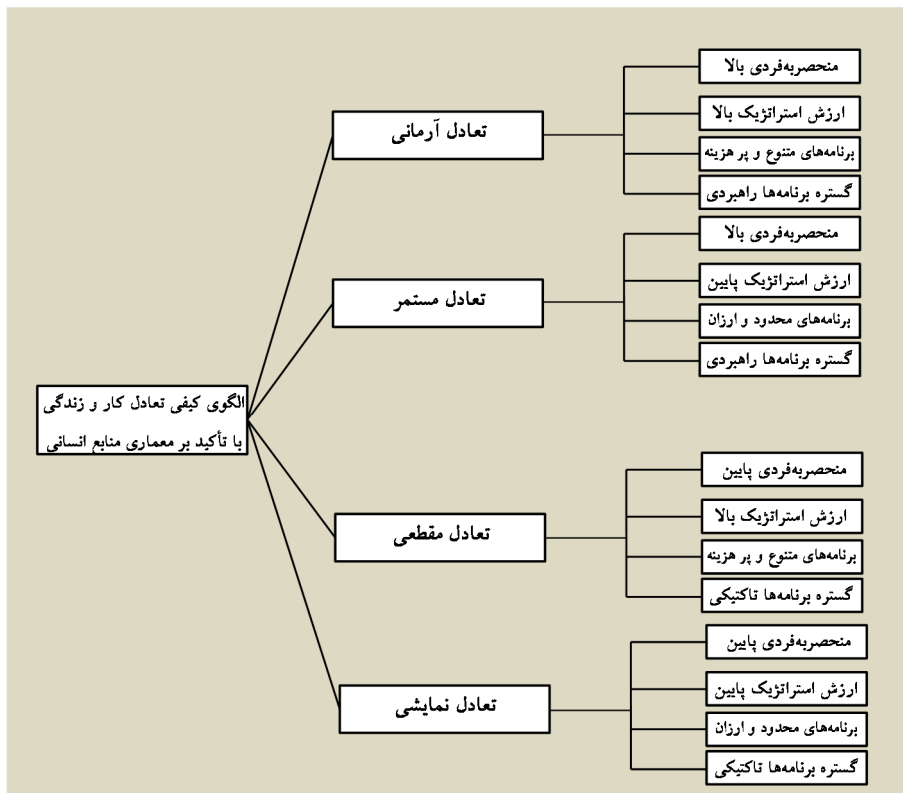 الگوی کیفی تعادل کار و زندگی
با تأکید بر معماری منابع انسانی
تعادل آرمانی
منحصربه‌فردی بالا
ارزش استراتژیک بالا
برنامه‌های متنوع و پر هزینه
گستره برنامه‌ها راهبردی
تعادل مستمر
منحصربه‌فردی بالا
ارزش استراتژیک پایین
برنامه‌های محدود و ارزان
گستره برنامه‌ها راهبردی
تعادل مقطعی
منحصربه‌فردی پایین
ارزش استراتژیک بالا
برنامه‌های متنوع و پر هزینه
گستره برنامه‌ها تاکتیکی
تعادل نمایشی
منحصربه‌فردی پایین
ارزش استراتژیک پایین
برنامه‌های محدود و ارزان
گستره برنامه‌ها تاکتیکی